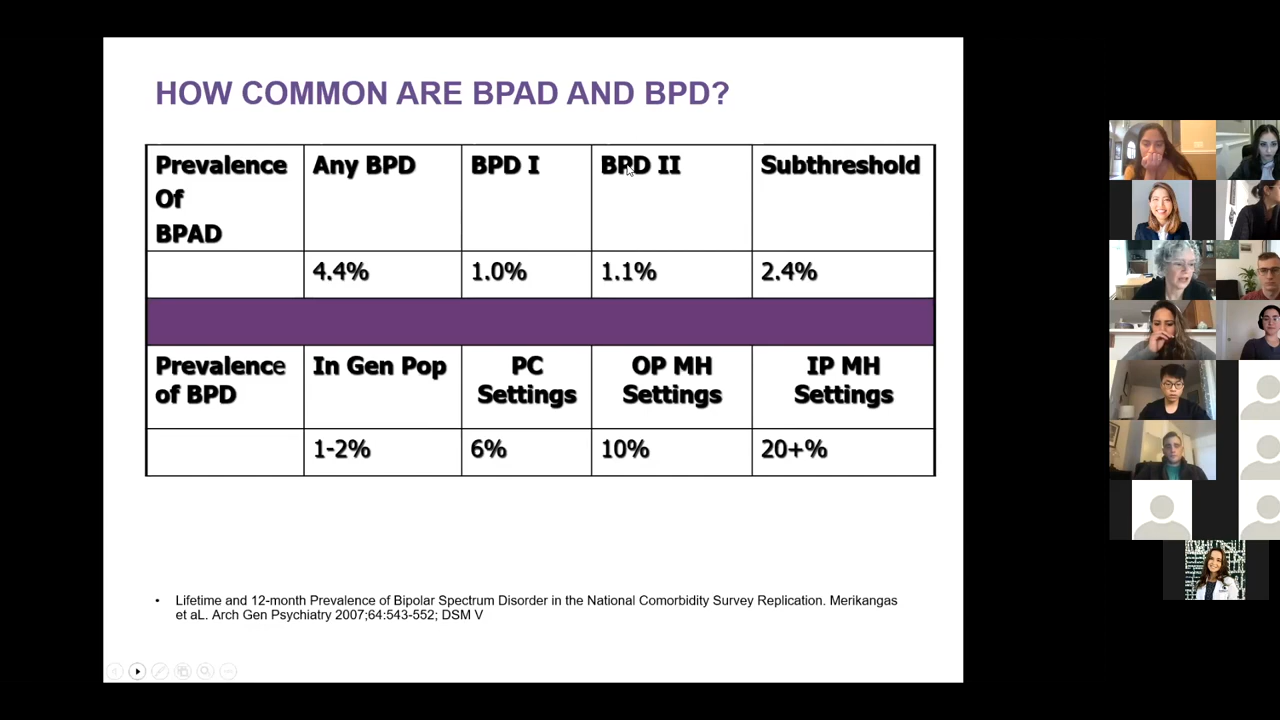 HOW COMMON ARE BPAD AND BPD?
Prevalence Of BPAD
Any BPD
BPD I
BPD II
Subthreshold
4.4%
1.0%
1.1%
2.4%
Prevalence of BPD
In Gen Pop
PC Settings
OP MH Settings
IP MH Settings
1-2%
6%
10%
20+%
• Lifetime and 12-month Prevalence of Bipolar Spectrum Disorder in the National Comorbidity Survey Replication. Merikangas
et aL. Arch Gen Psychiatry 2007;64:543-552; DSM V